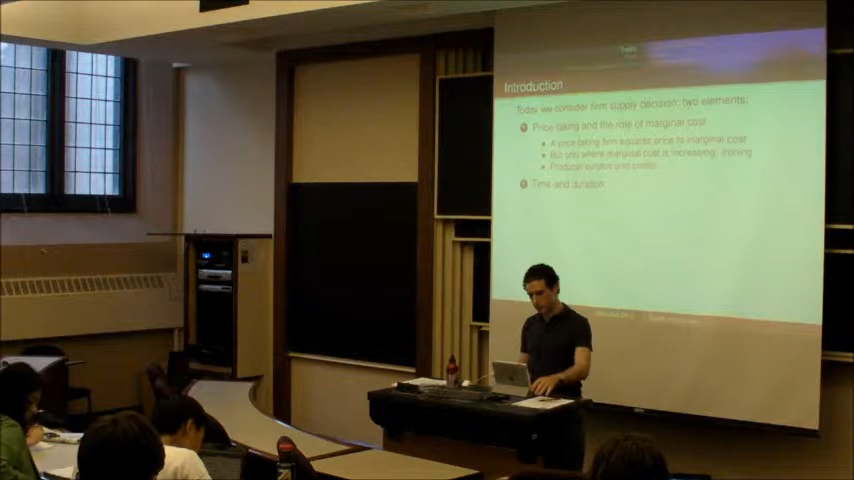 Introduction
Today we consider firm supply decision; two elements:
Price-taking and the role of marginal cost
A price taking firm equates price to marginal cost
But only where marginal cost is increasing: ironing
Producer surplus and
Time and duration